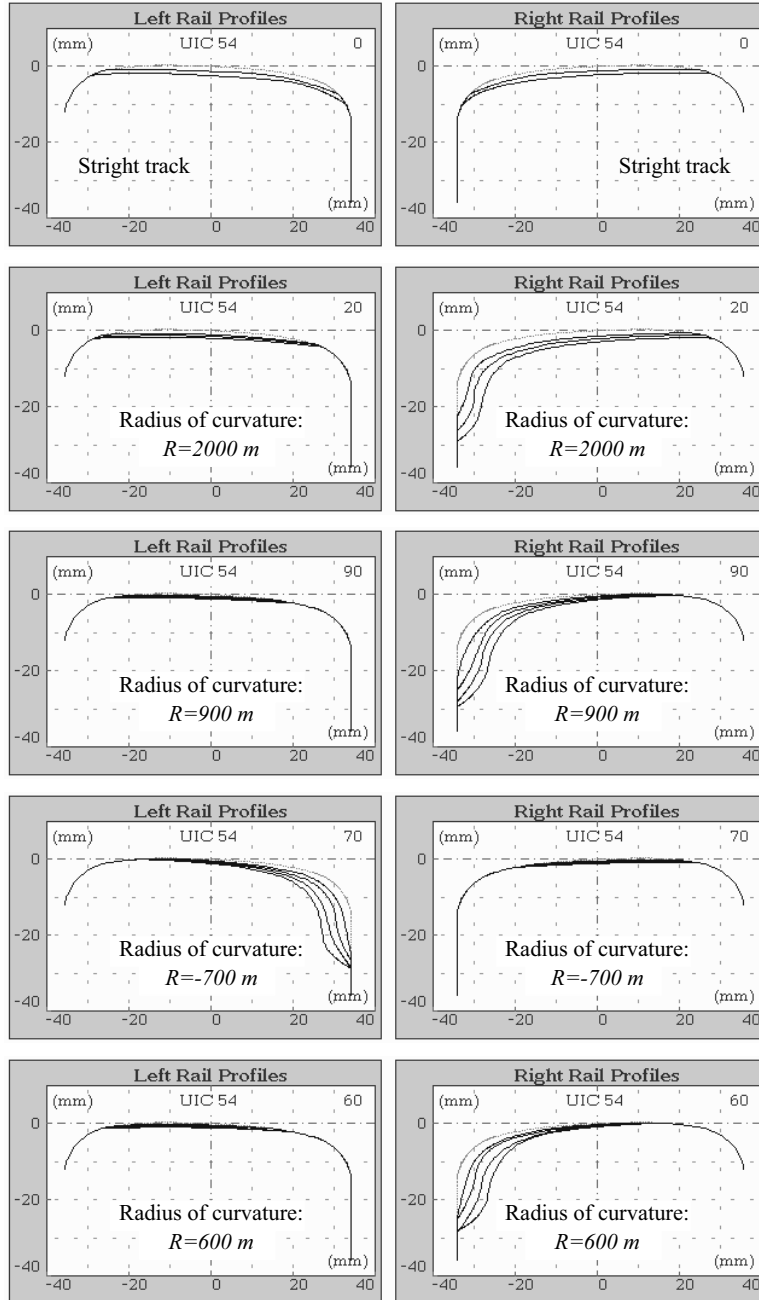 Left Rail Profiles
(mm) UIC 54 0
0
-20
-40
Stright track
(mm)
-40 -20 0 20 40
Right Rail Profiles
(mm) UIC 54 0
0
-20
-40
Stright track
(mm)
-40 -20 0 20 40
Left Rail Profiles
(mm) UIC 54 20
0
-20
-40
Radius of curvature:
R=2000 m
(mm)
-40 -20 0 20 40
Right Rail Profiles
(mm) UIC 54 20
0
-20
-40
Radius of curvature:
R=2000 m
(mm)
-40 -20 0 20 40
Left Rail Profiles
(mm) UIC 54 90
0
-20
-40
Radius of curvature:
R=900 m
(mm)
-40 -20 0 20 40
Right Rail Profiles
(mm) UIC 54 90
0
-20
-40
Radius of curvature:
R=900 m
(mm)
-40 -20 0 20 40
Left Rail Profiles
(mm) UIC 54 70
0
-20
-40
Radius of curvature:
R=-700 m
(mm)
-40 -20 0 20 40
Right Rail Profiles
(mm) UIC 54 70
0
-20
-40
Radius of curvature:
R=-700 m
(mm)
-40 -20 0 20 40
Left Rail Profiles
(mm) UIC 54 60
0
-20
-40
Radius of curvature:
R=600 m
(mm)
-40 -20 0 20 40
Right Rail Profiles
(mm) UIC 54 60
0
-20
-40
Radius of curvature:
R=600 m
(mm)
-40 -20 0 20 40